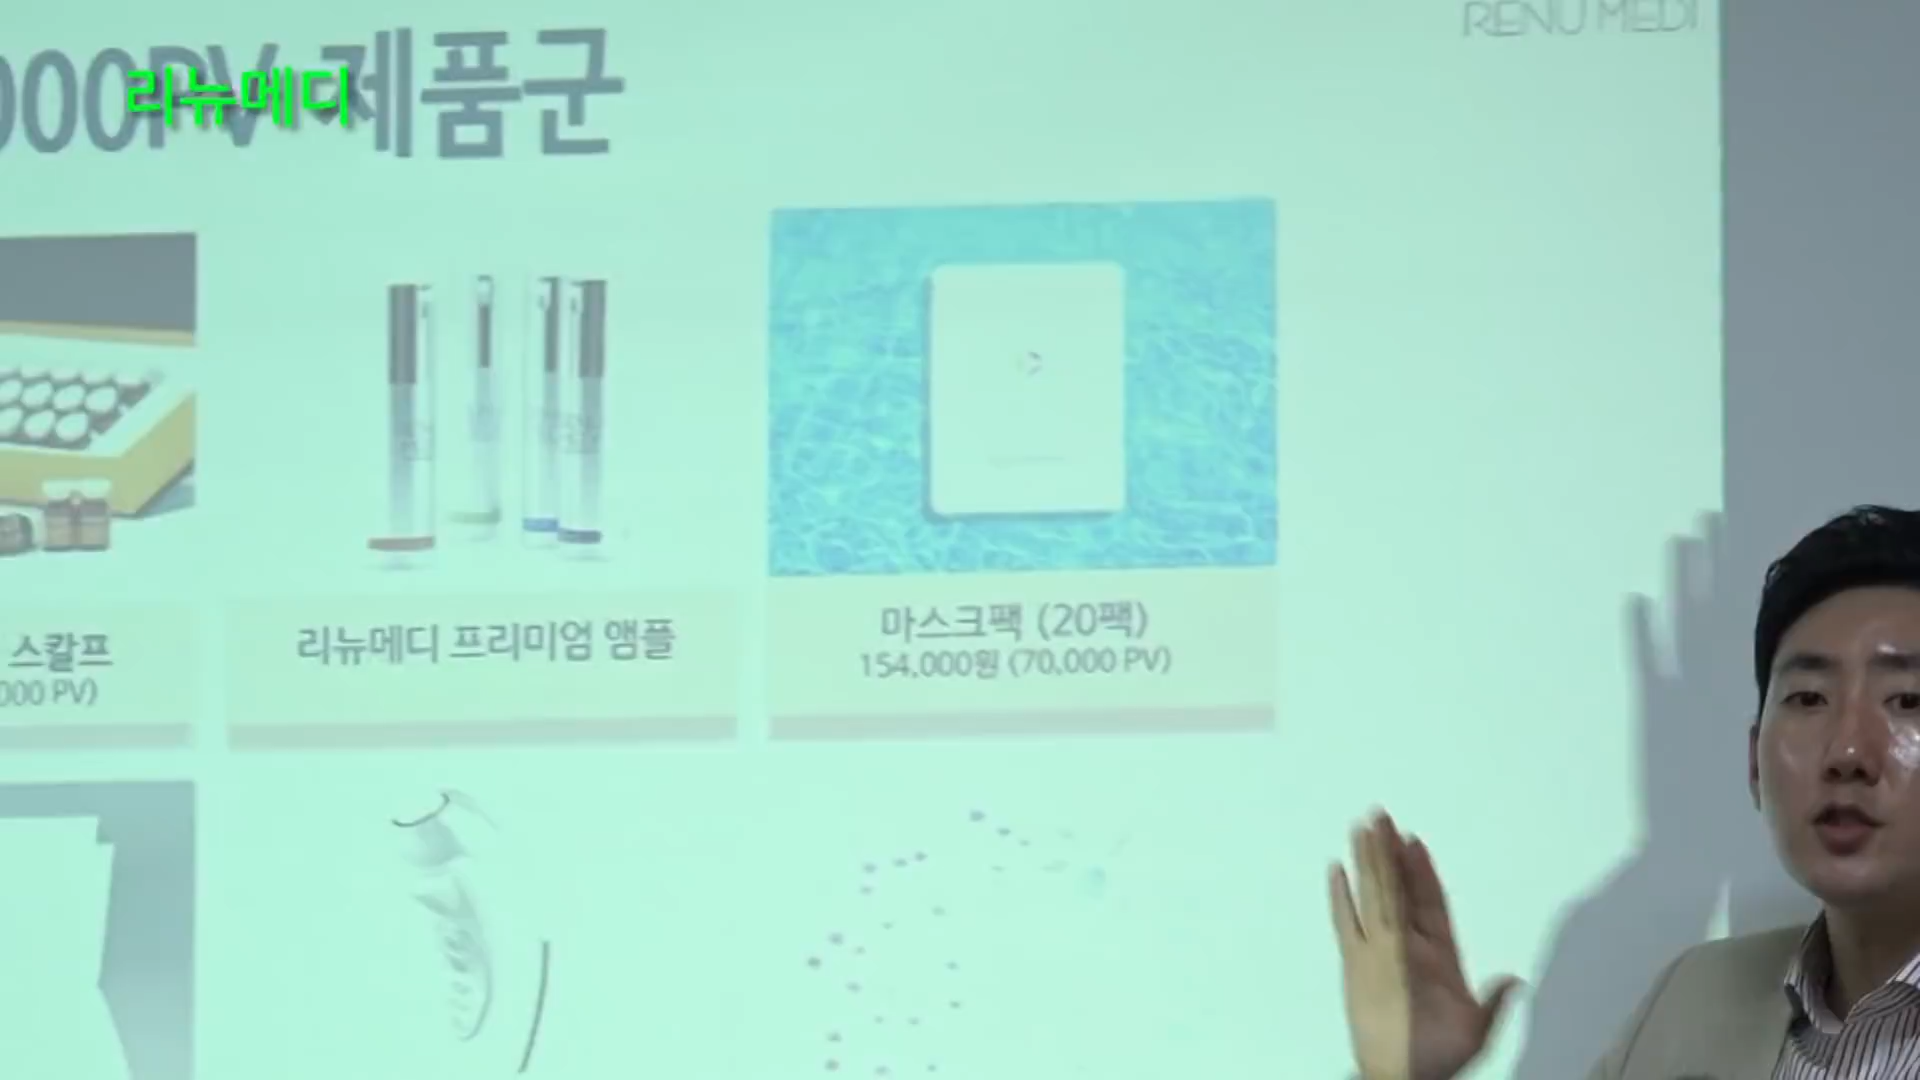 RENU MEDI
000PV 제품군
리뉴메디
스칼프
000 PV)
리뉴메디 프리미엄 앰플
마스크팩 (20팩)
154,000원 (70,000 PV)